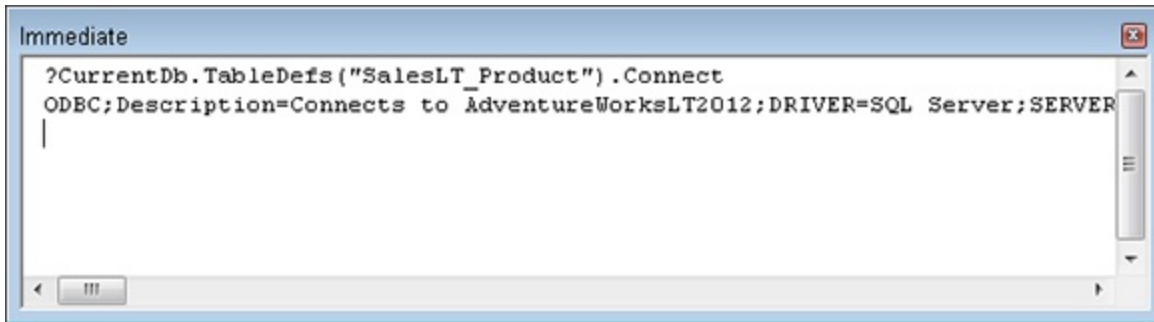 Immediate
?CurrentDb.TableDefs("SalesLT_Product").Connect
ODBC;Description=Connects to AdventureWorksLT2012;DRIVER=SQL Server;SERVER